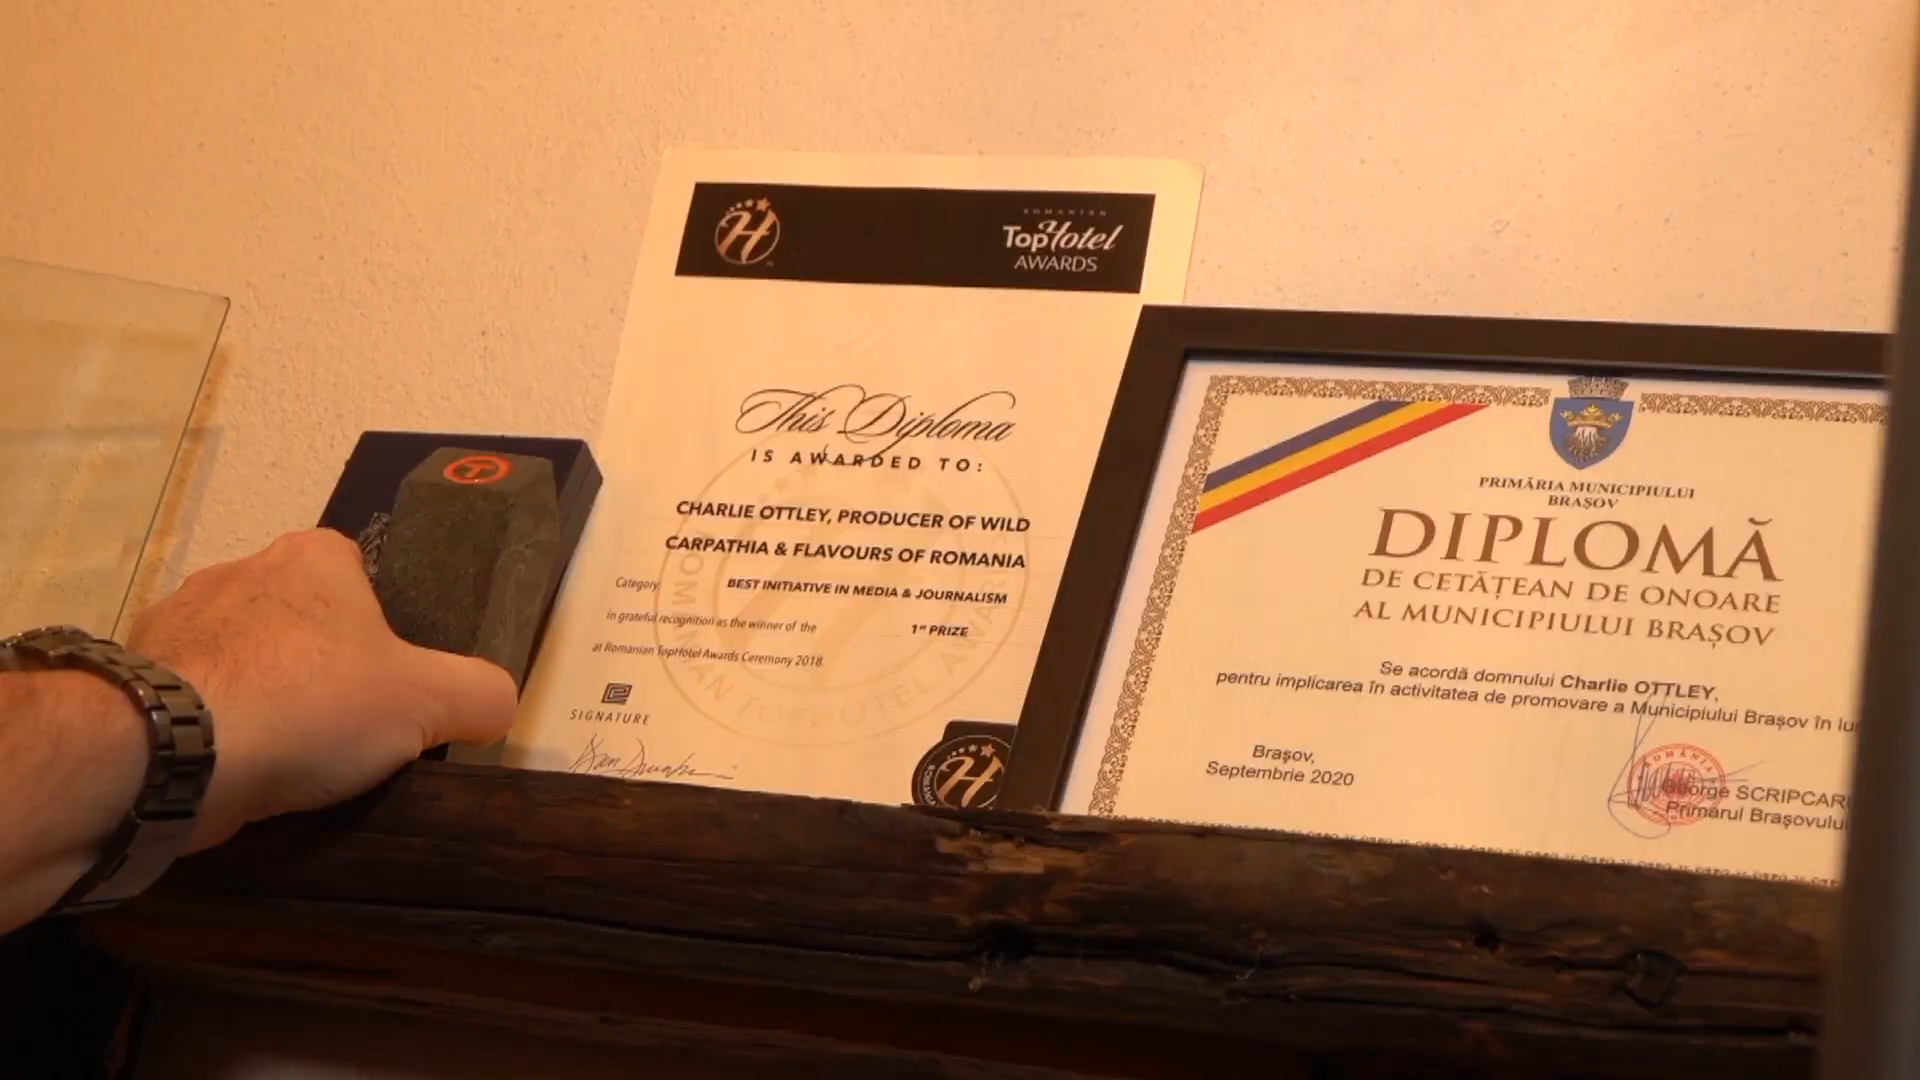 ROMANIAN
TopHotel
AWARDS
This Diploma
IS AWARDED TO:
CHARLIE OTTLEY, PRODUCER OF WILD
CARPATHIA & FLAVOURS OF ROMANIA
Category: BEST INITIATIVE IN MEDIA & JOURNALISM
in grateful recognition as the winner of the 1st PRIZE
at Romanian TopHotel Awards Ceremony 2018.
SIGNATURE
PRIMĂRIA MUNICIPIULUI
BRAȘOV
DIPLOMĂ
DE CETĂȚEAN DE ONOARE
AL MUNICIPIULUI BRAȘOV
Se acordă domnului Charlie OTTLEY,
pentru implicarea în activitatea de promovare a Municipiului Brașov în
Brașov,
Septembrie 2020
ROMÂNIA
George SCRIPCARU
Primarul Brașovului